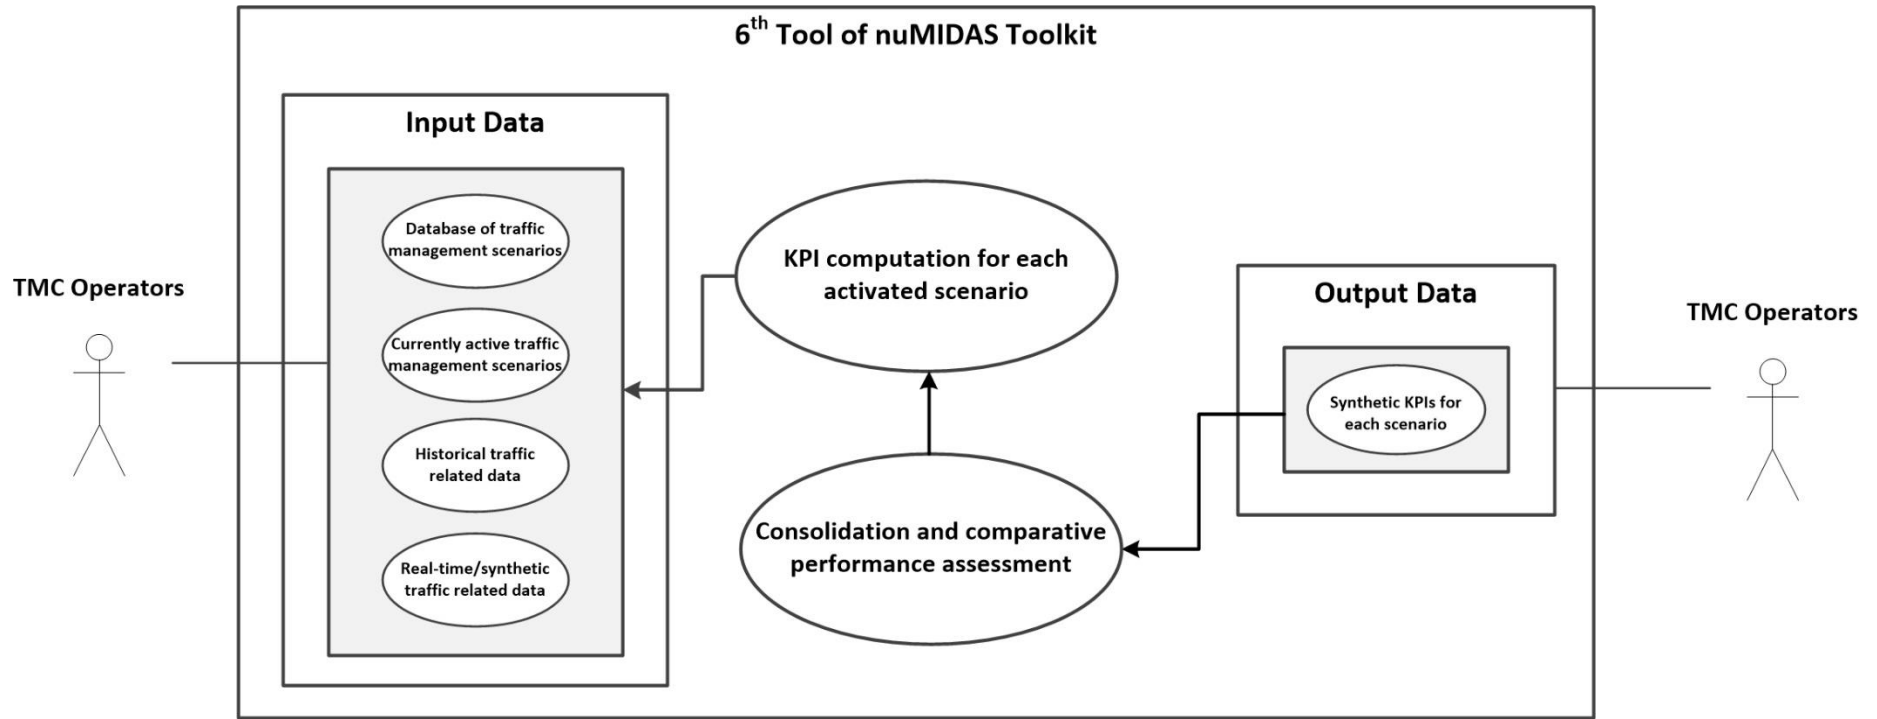 6th Tool of nuMIDAS Toolkit
Input Data
Database of traffic
management scenarios
Currently active traffic
management scenarios
Historical traffic
related data
Real-time/synthetic
traffic related data
TMC Operators
KPI computation for each
activated scenario
Consolidation and comparative
performance assessment
Output Data
Synthetic KPIs for
each scenario
TMC Operators